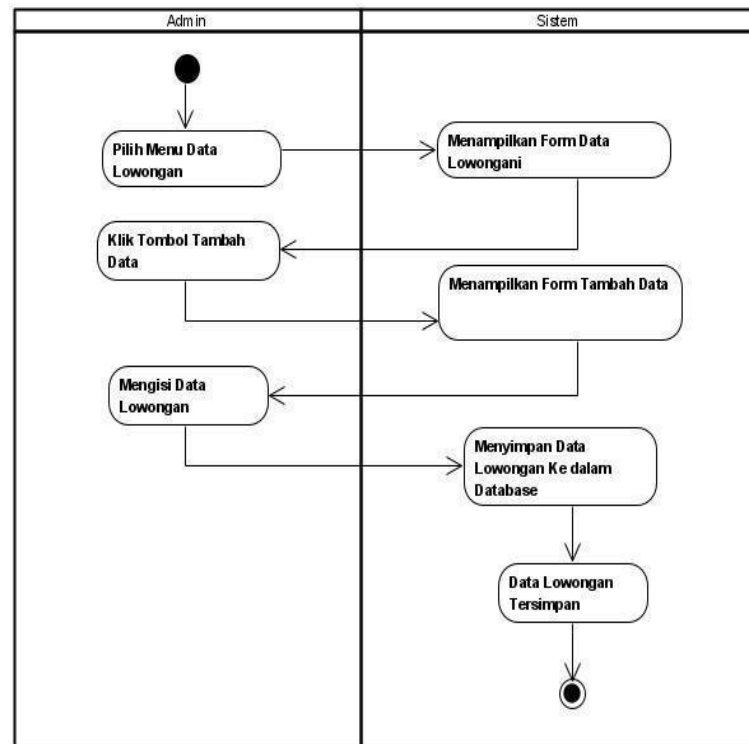 Admin
Sistem
Pilih Menu Data
Lowongan
Menampilkan Form Data
Lowongani
Klik Tombol Tambah
Data
Menampilkan Form Tambah Data
Mengisi Data
Lowongan
Menyimpan Data
Lowongan Ke dalam
Database
Data Lowongan
Tersimpan